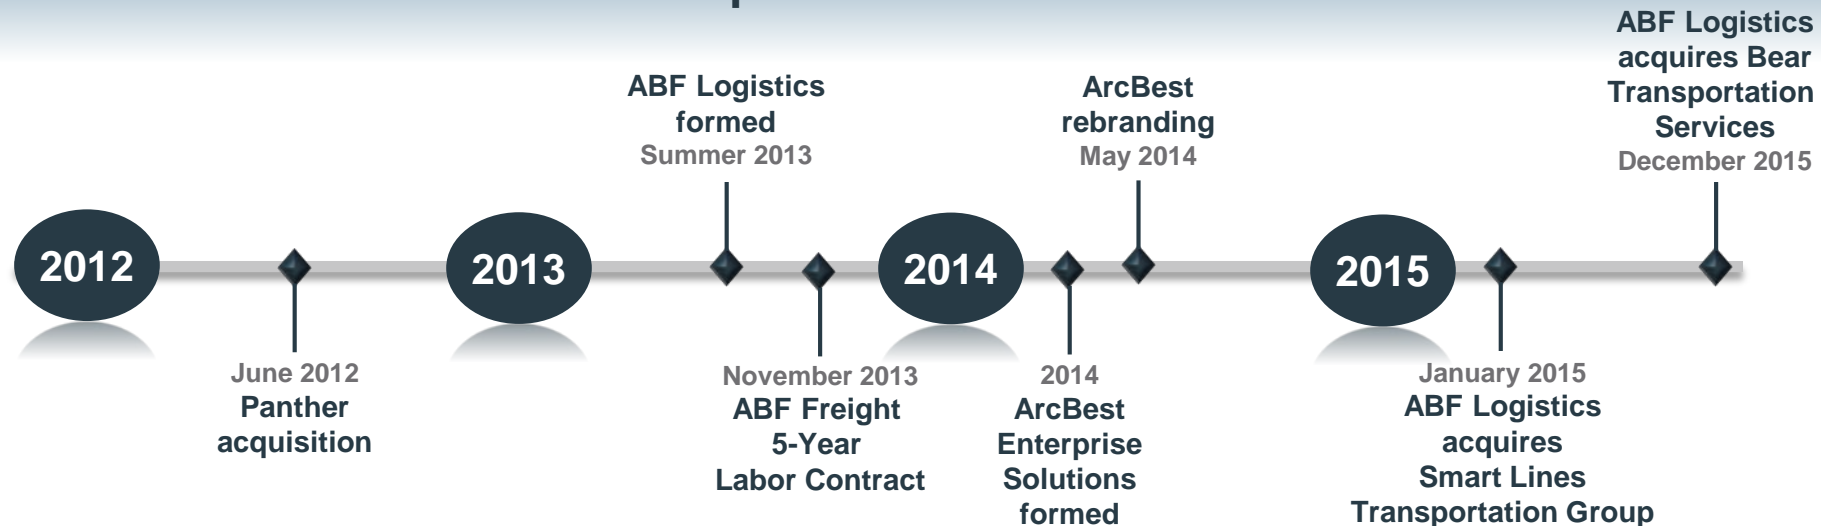 ABF Logistics
acquires Bear
Transportation
Services
December 2015
ABF Logistics
formed
Summer 2013
ArcBest
rebranding
May 2014
2012
2013
2014
2015
June 2012
Panther
acquisition
November 2013
ABF Freight
5-Year
Labor Contract
2014
ArcBest
Enterprise
Solutions
formed
January 2015
ABF Logistics
acquires
Smart Lines
Transportation Group